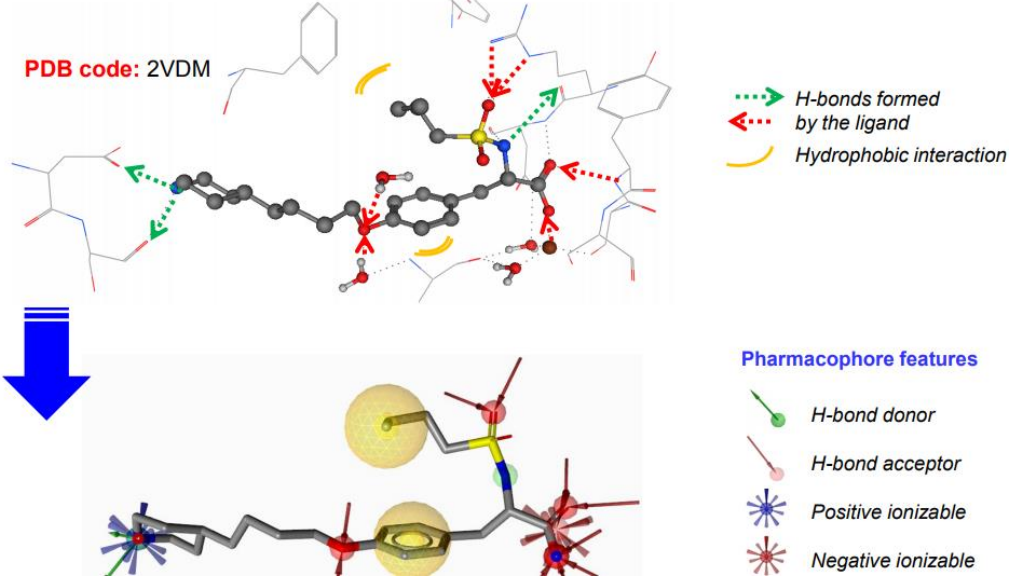 PDB code: 2VDM
H-bonds formed
by the ligand
Hydrophobic interaction
Pharmacophore features
H-bond donor
H-bond acceptor
Positive ionizable
Negative ionizable